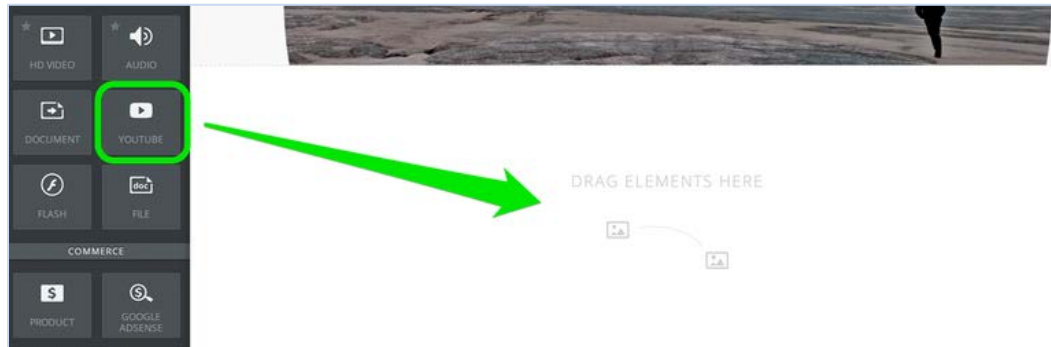 HD VIDEO
AUDIO
DOCUMENT
YOUTUBE
FLASH
doc
FILE
DRAG ELEMENTS HERE
COMMERCE
$
PRODUCT
$
GOOGLE
ADSENSE